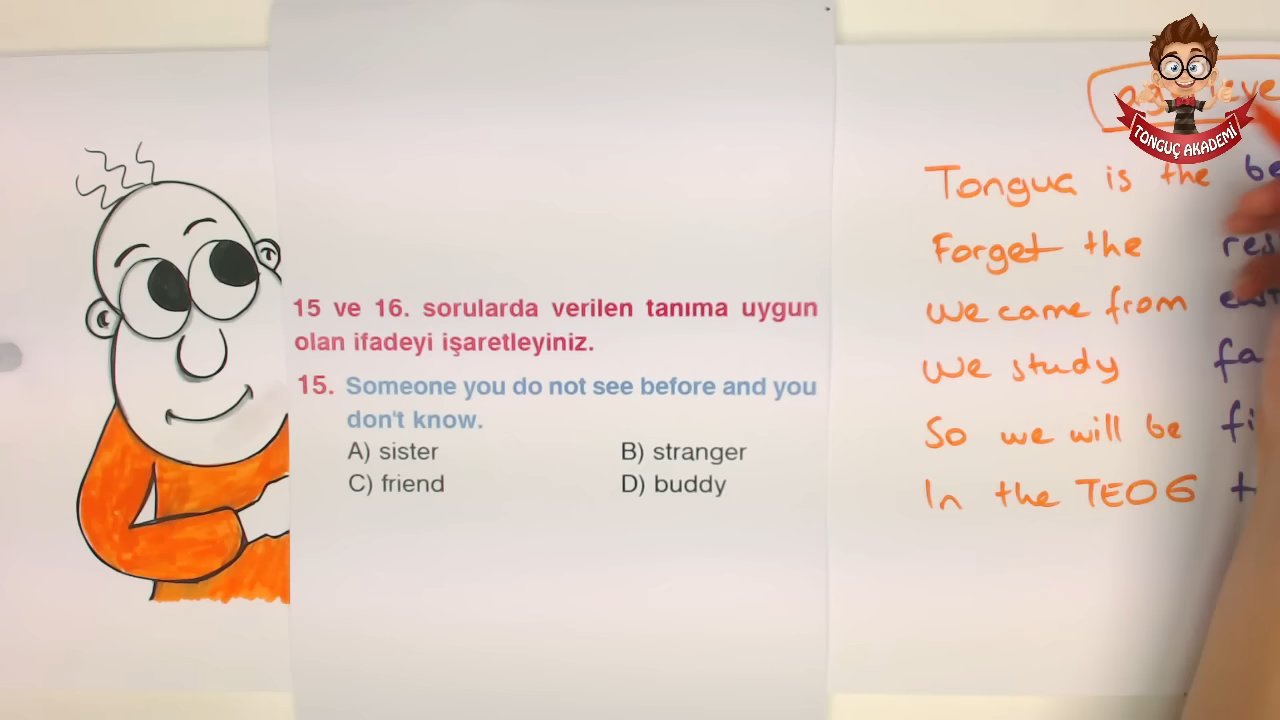 15 ve 16. sorularda verilen tanıma uygun
olan ifadeyi işaretleyiniz.
15. Someone you do not see before and you
don't know.
A) sister B) stranger
C) friend D) buddy
TONGUÇ AKADEMİ
Tonguç is the
Forget the
We came from
We study
So we will be
In the TEOG